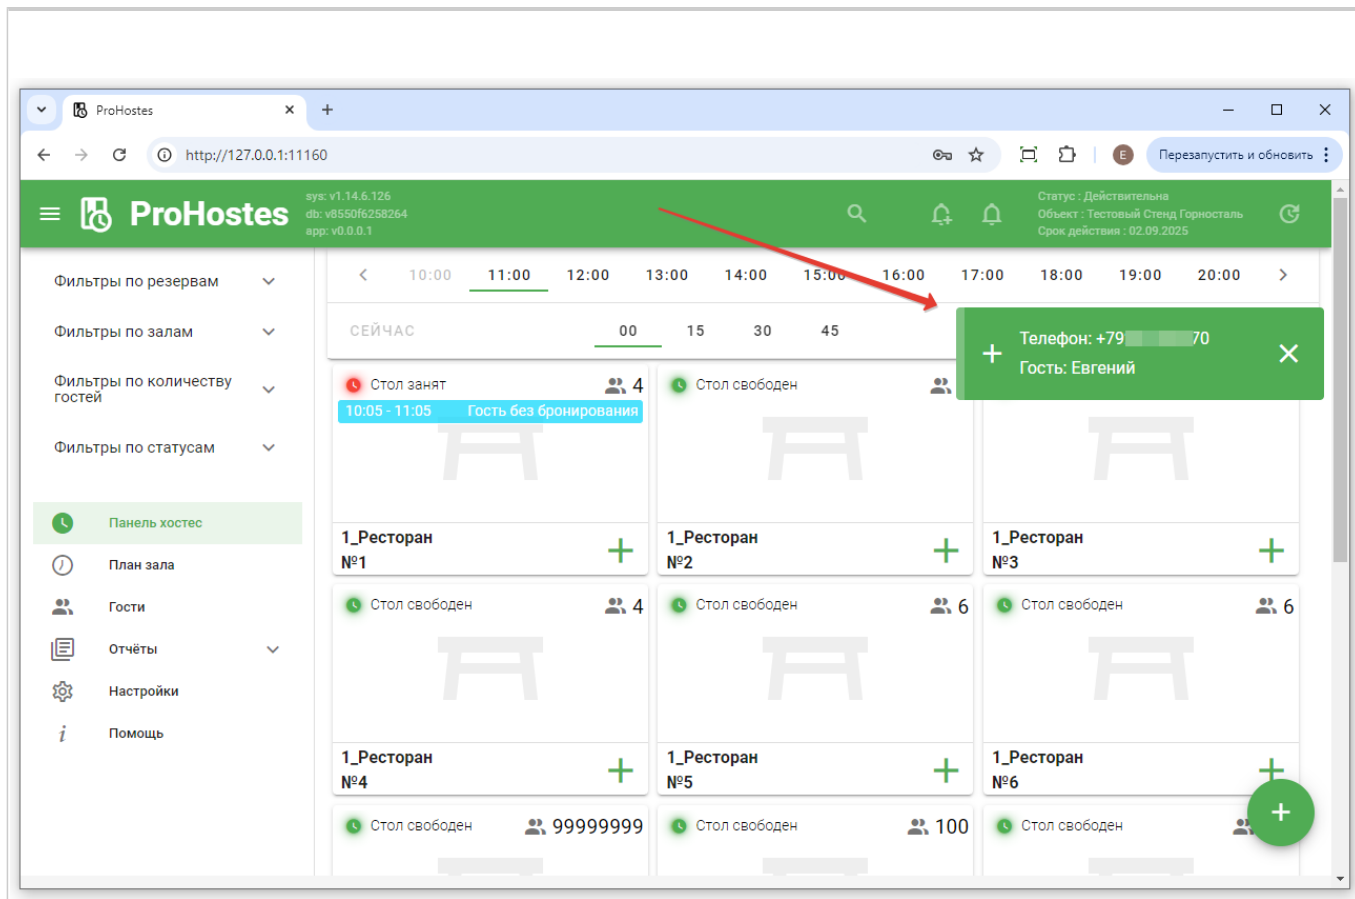 ProHostes
http://127.0.0.1:11160
E
Перезапустить и обновить
ProHostes
sys: v1.14.6.126
db: v8550f6258264
app: v0.0.0.1
Статус : Действительна
Объект : Тестовый Стенд Горносталь
Срок действия : 02.09.2025
Фильтры по резервам
Фильтры по залам
Фильтры по количеству
гостей
Фильтры по статусам
Панель хостес
План зала
Гости
Отчёты
Настройки
Помощь
10:00 11:00 12:00 13:00 14:00 15:00 16:00 17:00 18:00 19:00 20:00
СЕЙЧАС 00 15 30 45
Телефон: +79 70
Гость: Евгений
Стол занят 4
10:05 - 11:05 Гость без бронирования
1_Ресторан
№1
Стол свободен
1_Ресторан
№2
1_Ресторан
№3
Стол свободен 4
1_Ресторан
№4
Стол свободен 6
1_Ресторан
№5
Стол свободен 6
1_Ресторан
№6
Стол свободен 99999999
Стол свободен 100
Стол свободен